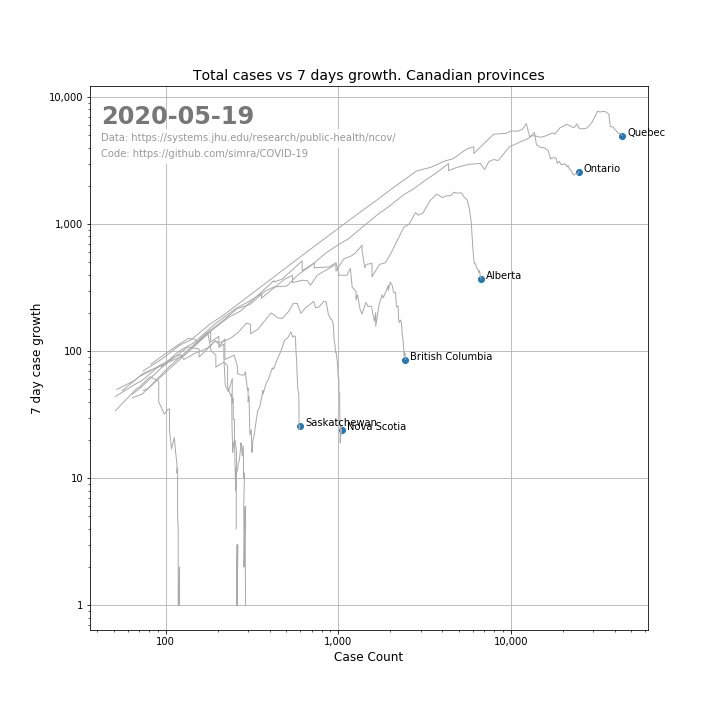 Total cases vs 7 days growth. Canadian provinces
10,000
2020-05-19
Data: https://systems.jhu.edu/research/public-health/ncov/
Code: https://github.com/simra/COVID-19
Quebec
Ontario
1,000
Alberta
100
British Columbia
Saskatchewan
Nova Scotia
10
1
7 day case growth
100
1,000
10,000
Case Count